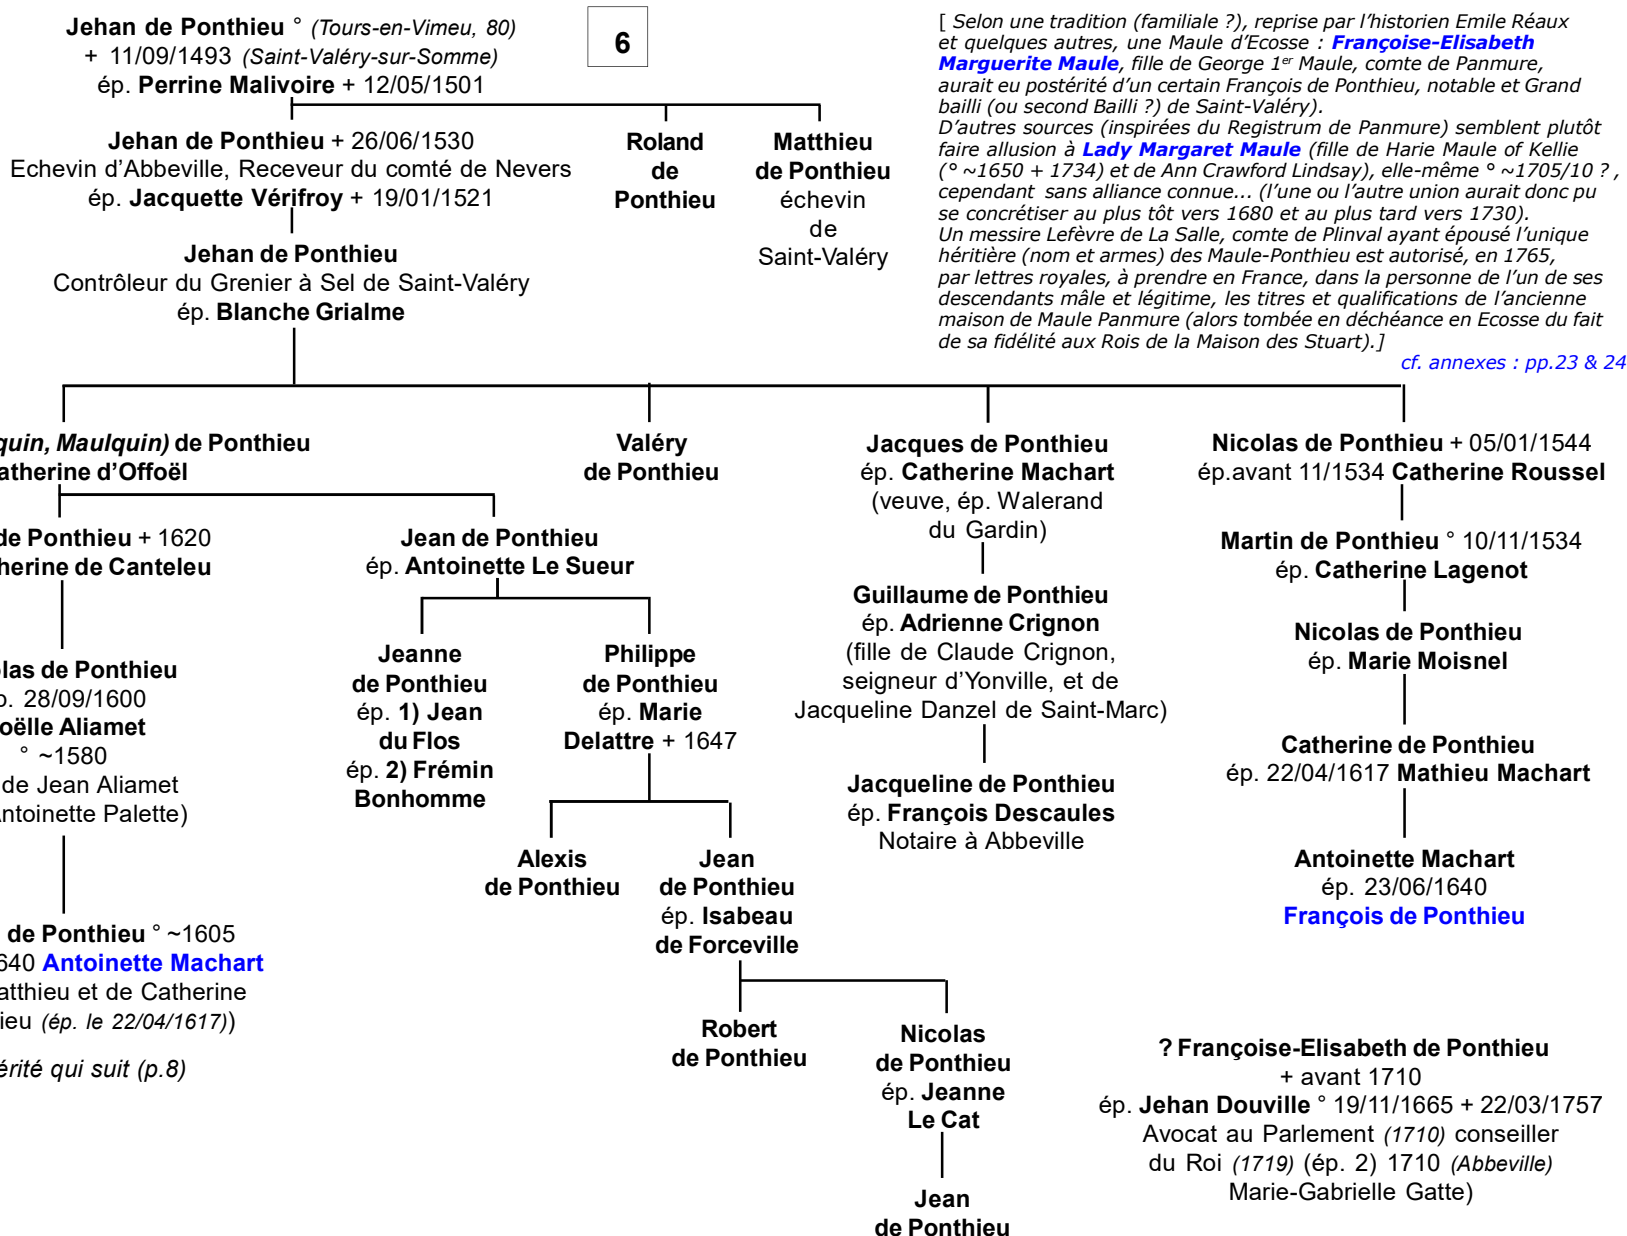 Jehan de Ponthieu ° (Tours-en-Vimeu, 80)
+ 11/09/1493 (Saint-Valéry-sur-Somme)
ép. Perrine Malivoire + 12/05/1501
6
[ Selon une tradition (familiale ?), reprise par l’historien Emile Réaux
et quelques autres, une Maule d’Ecosse : Françoise-Elisabeth
Marguerite Maule, fille de George 1er Maule, comte de Panmure,
aurait eu postérité d’un certain François de Ponthieu, notable et Grand
bailli (ou second Bailli ?) de Saint-Valéry).
D’autres sources (inspirées du Registrum de Panmure) semblent plutôt
faire allusion à Lady Margaret Maule (fille de Harie Maule of Kellie
(° ~1650 + 1734) et de Ann Crawford Lindsay), elle-même ° ~1705/10 ? ,
cependant sans alliance connue... (l’une ou l’autre union aurait donc pu
se concrétiser au plus tôt vers 1680 et au plus tard vers 1730).
Un messire Lefèvre de La Salle, comte de Plinval ayant épousé l’unique
héritière (nom et armes) des Maule-Ponthieu est autorisé, en 1765,
par lettres royales, à prendre en France, dans la personne de l’un de ses
descendants mâle et légitime, les titres et qualifications de l’ancienne
maison de Maule Panmure (alors tombée en déchéance en Ecosse du fait
de sa fidélité aux Rois de la Maison des Stuart).]
cf. annexes : pp.23 & 24
Jehan de Ponthieu + 26/06/1530
Echevin d’Abbeville, Receveur du comté de Nevers
ép. Jacquette Vérifroy + 19/01/1521
Roland
de
Ponthieu
Matthieu
de Ponthieu
échevin
de
Saint-Valéry
Jehan de Ponthieu
Contrôleur du Grenier à Sel de Saint-Valéry
ép. Blanche Grialme
quin, Maulquin) de Ponthieu
atherine d’Offoël
Valéry
de Ponthieu
Jacques de Ponthieu
ép. Catherine Machart
(veuve, ép. Walerand
du Gardin)
Nicolas de Ponthieu + 05/01/1544
ép.avant 11/1534 Catherine Roussel
de Ponthieu + 1620
herine de Canteleu
Jean de Ponthieu
ép. Antoinette Le Sueur
Guillaume de Ponthieu
ép. Adrienne Crignon
(fille de Claude Crignon,
seigneur d’Yonville, et de
Jacqueline Danzel de Saint-Marc)
Martin de Ponthieu ° 10/11/1534
ép. Catherine Lagenot
Nicolas de Ponthieu
ép. Marie Moisnel
las de Ponthieu
p. 28/09/1600
oëlle Aliamet
° ~1580
de Jean Aliamet
ntoinette Palette)
Jeanne
de Ponthieu
ép. 1) Jean
du Flos
ép. 2) Frémin
Bonhomme
Philippe
de Ponthieu
ép. Marie
Delattre + 1647
Jacqueline de Ponthieu
ép. François Descaules
Notaire à Abbeville
Catherine de Ponthieu
ép. 22/04/1617 Mathieu Machart
Alexis
de Ponthieu
Jean
de Ponthieu
ép. Isabeau
de Forceville
Antoinette Machart
ép. 23/06/1640
François de Ponthieu
de Ponthieu ° ~1605
640 Antoinette Machart
atthieu et de Catherine
ieu (ép. le 22/04/1617))
érité qui suit (p.8)
Robert
de Ponthieu
Nicolas
de Ponthieu
ép. Jeanne
Le Cat
Jean
de Ponthieu
? Françoise-Elisabeth de Ponthieu
+ avant 1710
ép. Jehan Douville ° 19/11/1665 + 22/03/1757
Avocat au Parlement (1710) conseiller
du Roi (1719) (ép. 2) 1710 (Abbeville)
Marie-Gabrielle Gatte)